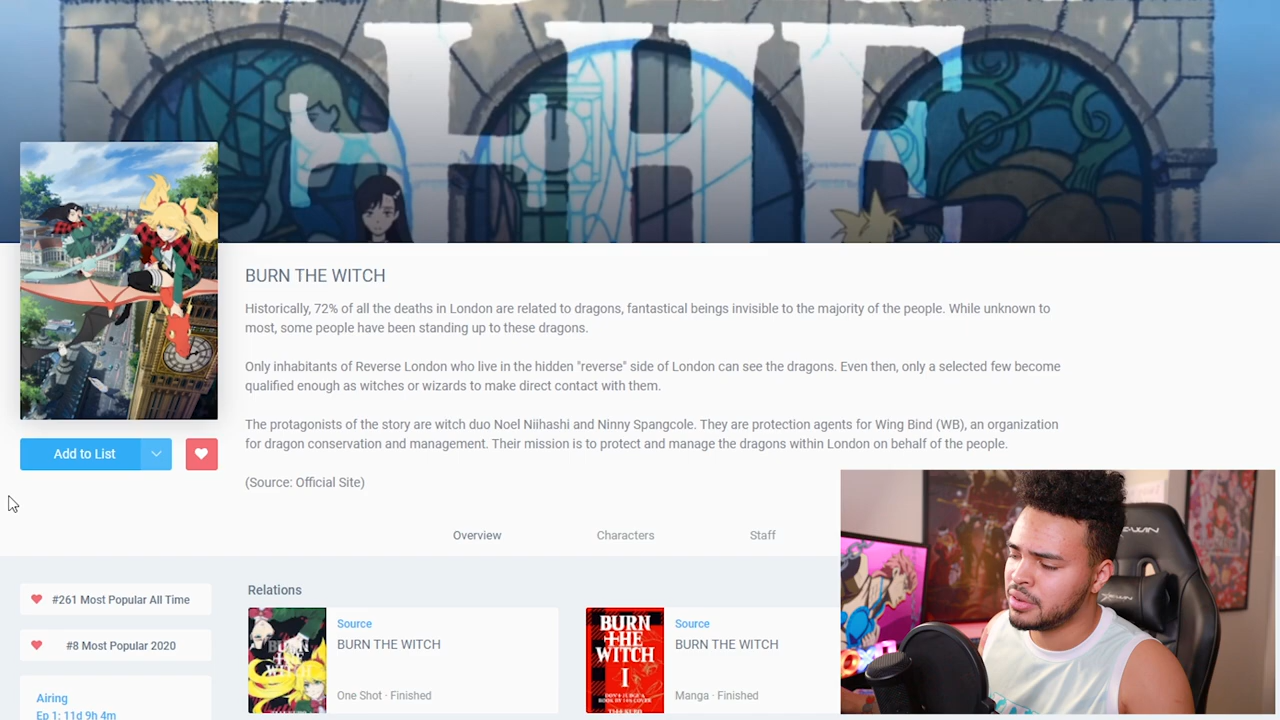 THE
BURN THE WITCH
Historically, 72% of all the deaths in London are related to dragons, fantastical beings invisible to the majority of the people. While unknown to
most, some people have been standing up to these dragons.
Only inhabitants of Reverse London who live in the hidden "reverse" side of London can see the dragons. Even then, only a selected few become
qualified enough as witches or wizards to make direct contact with them.
The protagonists of the story are witch duo Noel Niihashi and Ninny Spangcole. They are protection agents for Wing Bind (WB), an organization
for dragon conservation and management. Their mission is to protect and manage the dragons within London on behalf of the people.
(Source: Official Site)
Add to List
Overview
Characters
Staff
#261 Most Popular All Time
#8 Most Popular 2020
Airing
Ep 1: 11d 9h 4m
Relations
BURN
THE
WITCH
Source
BURN THE WITCH
One Shot · Finished
BURN
THE
WITCH
I
Source
BURN THE WITCH
Manga · Finished